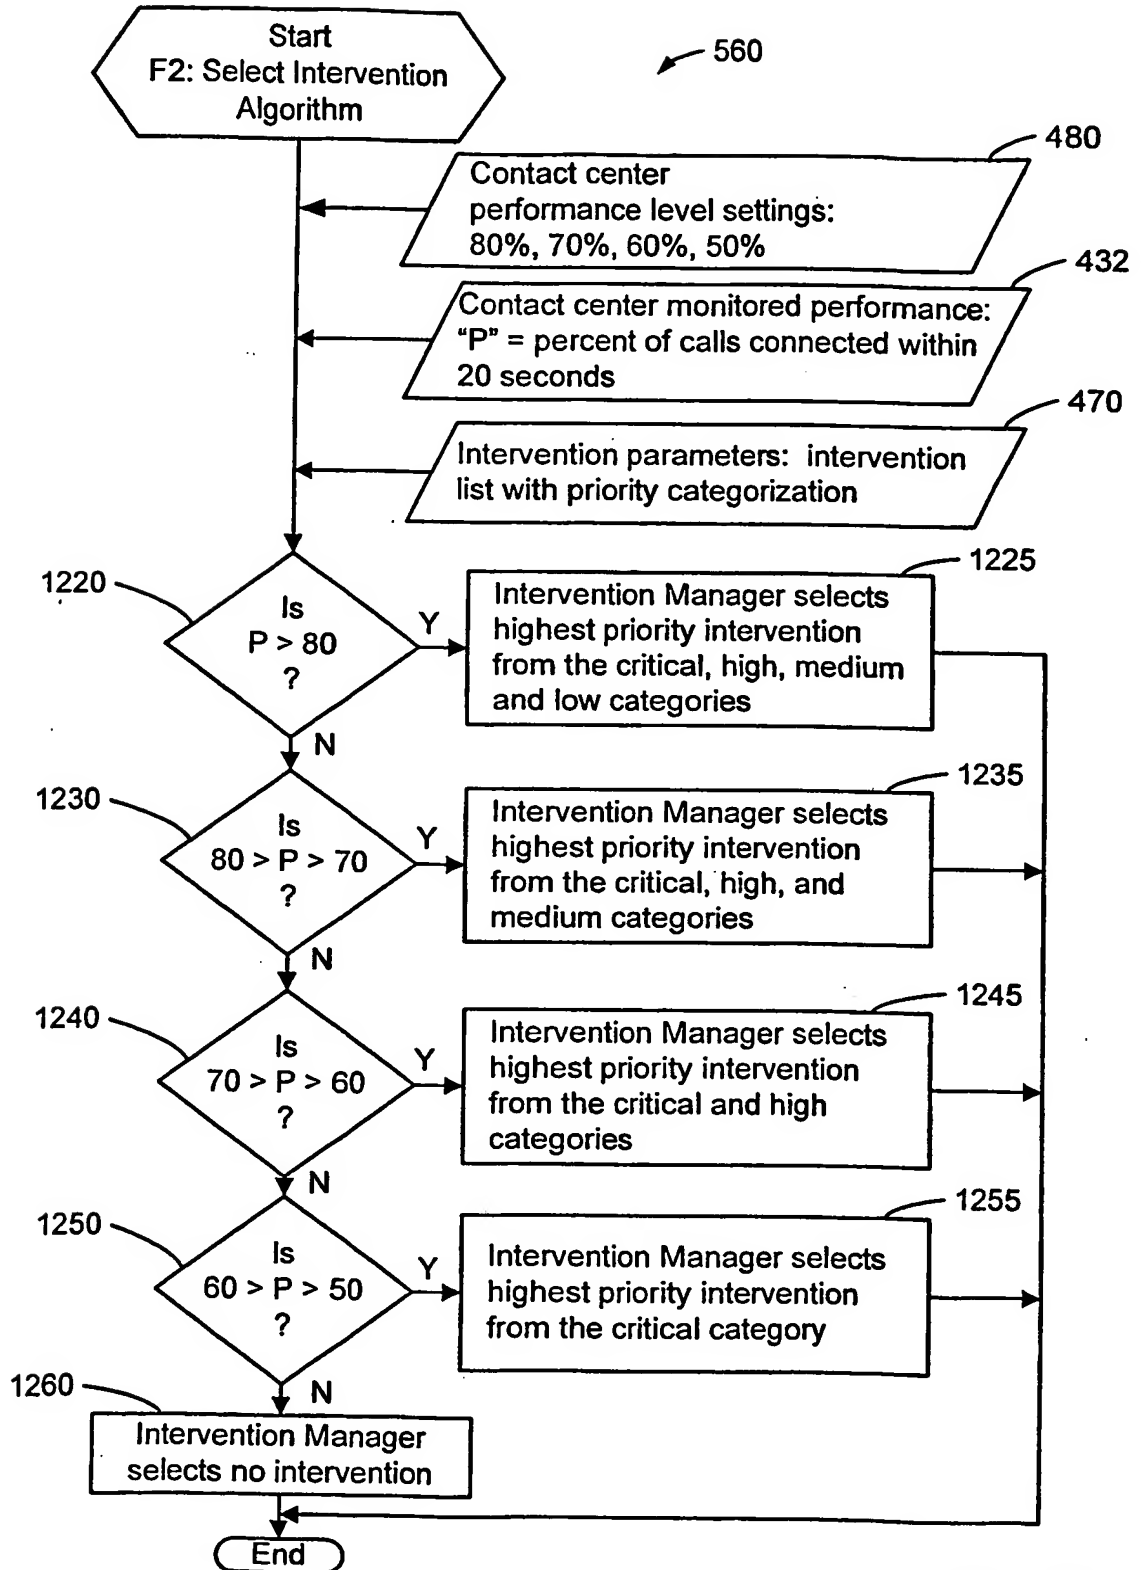 Start
F2: Select Intervention
Algorithm
560
480
Contact center
performance level settings:
80%, 70%, 60%, 50%
432
Contact center monitored performance:
"P" = percent of calls connected within
20 seconds
470
Intervention parameters: intervention
list with priority categorization
1220
Is
P > 80
?
Y
N
1225
Intervention Manager selects
highest priority intervention
from the critical, high, medium
and low categories
1230
Is
80 > P > 70
?
Y
N
1235
Intervention Manager selects
highest priority intervention
from the critical, high, and
medium categories
1240
Is
70 > P > 60
?
Y
N
1245
Intervention Manager selects
highest priority intervention
from the critical and high
categories
1250
Is
60 > P > 50
?
Y
N
1255
Intervention Manager selects
highest priority intervention
from the critical category
1260
Intervention Manager
selects no intervention
End